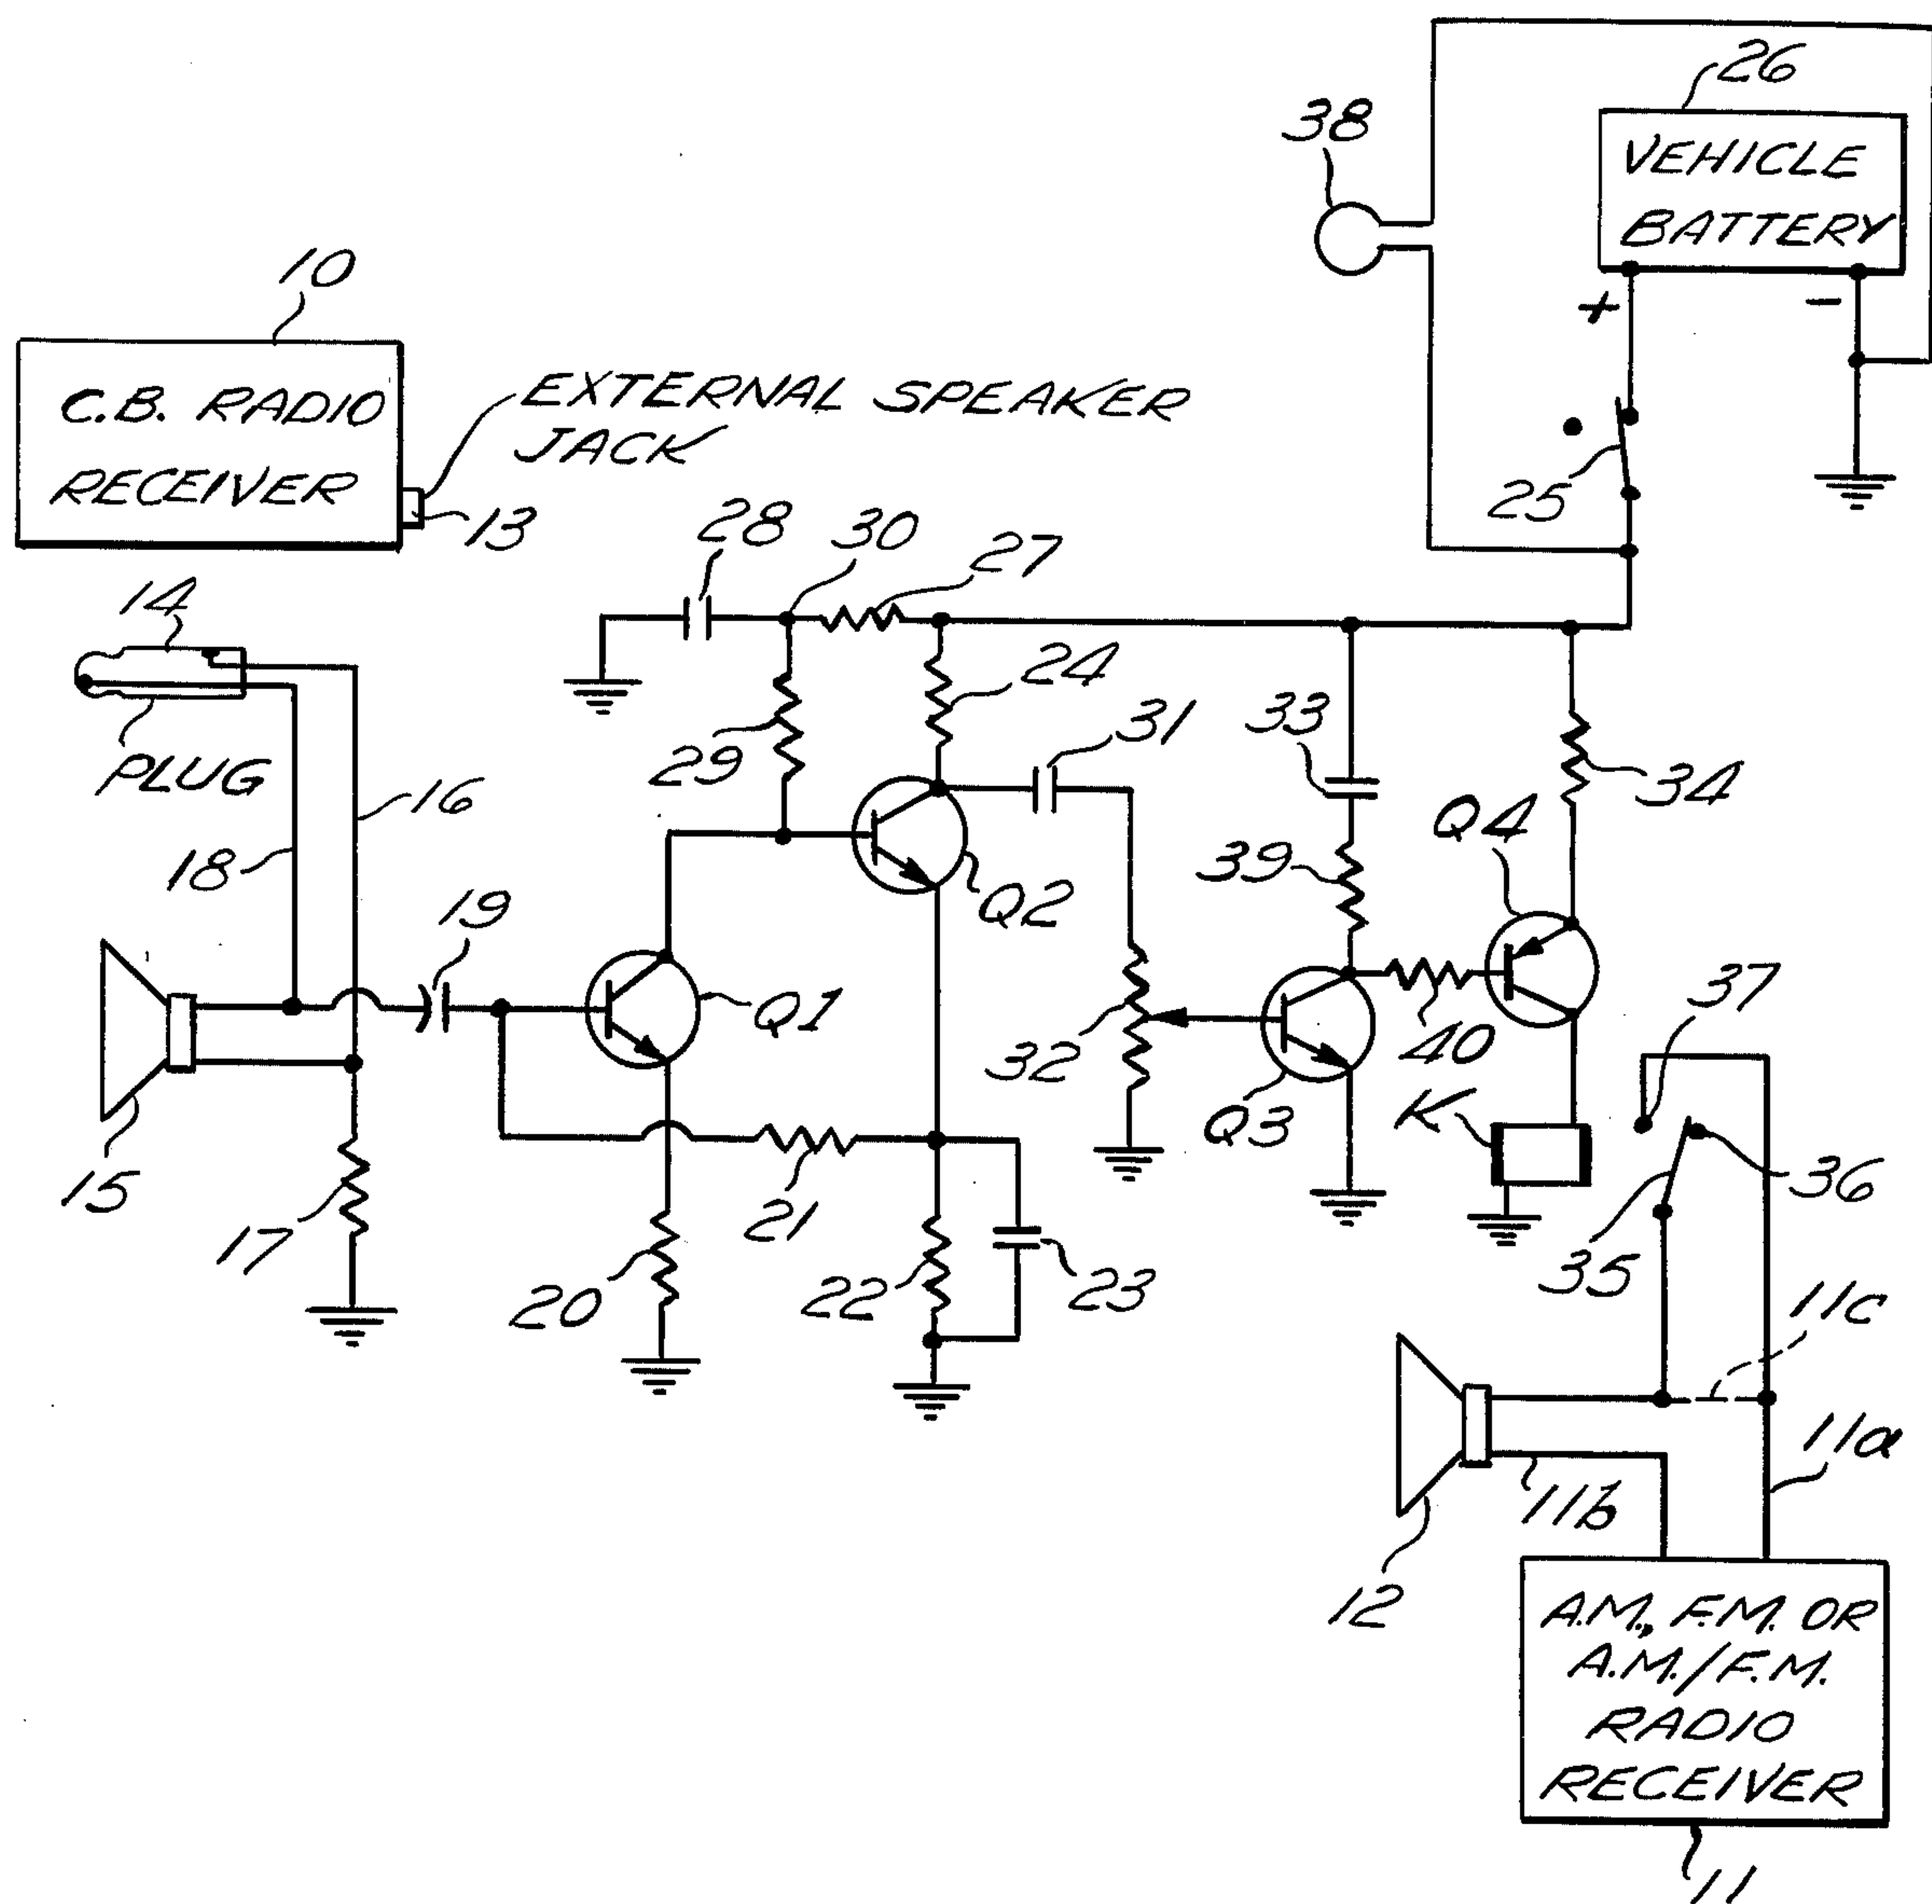 38
26
VEHICLE
BATTERY
+
−
10
C.B. RADIO
RECEIVER
EXTERNAL SPEAKER
JACK
13
25
28
30
27
14
PLUG
16
18
29
24
31
33
34
Q4
39
Q2
19
Q1
32
40
37
Q3
K
36
15
17
21
20
22
23
35
11c
11a
11b
12
A.M., F.M. OR
A.M./F.M.
RADIO
RECEIVER
11